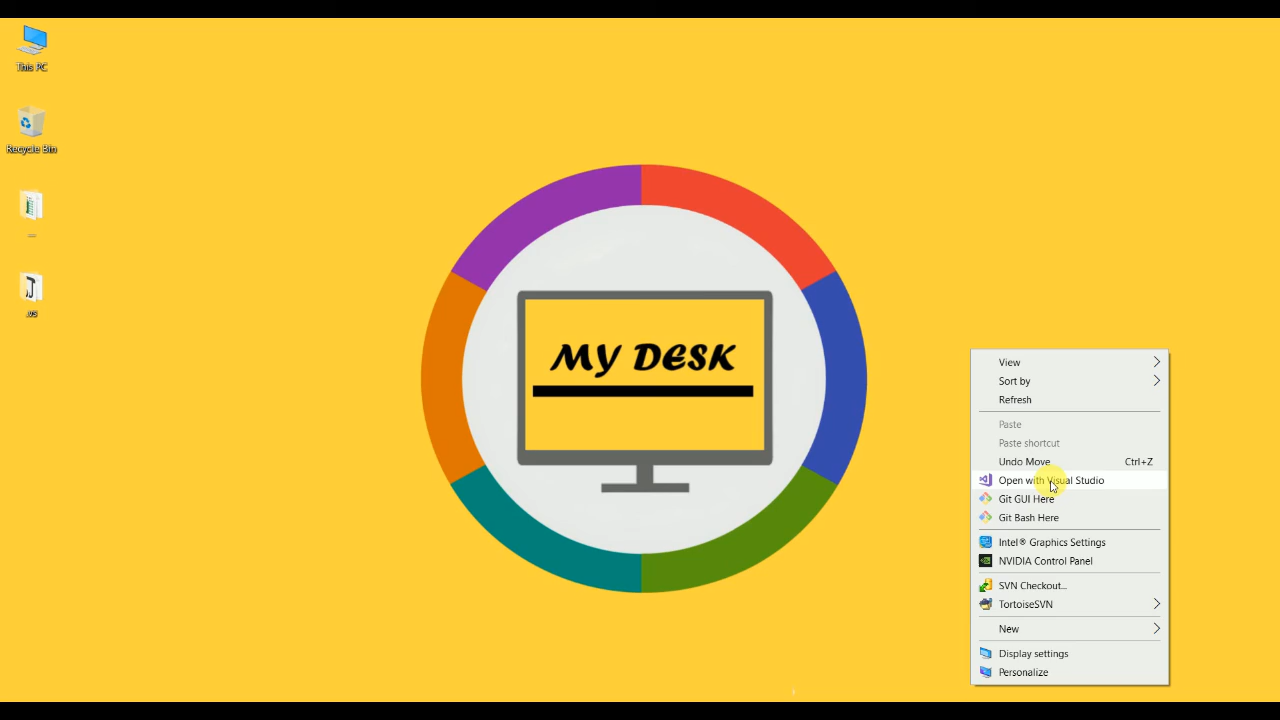 This PC
Recycle Bin
.vs
MY DESK
View
Sort by
Refresh
Paste
Paste shortcut
Undo Move Ctrl+Z
Open with Visual Studio
Git GUI Here
Git Bash Here
Intel® Graphics Settings
NVIDIA Control Panel
SVN Checkout...
TortoiseSVN
New
Display settings
Personalize